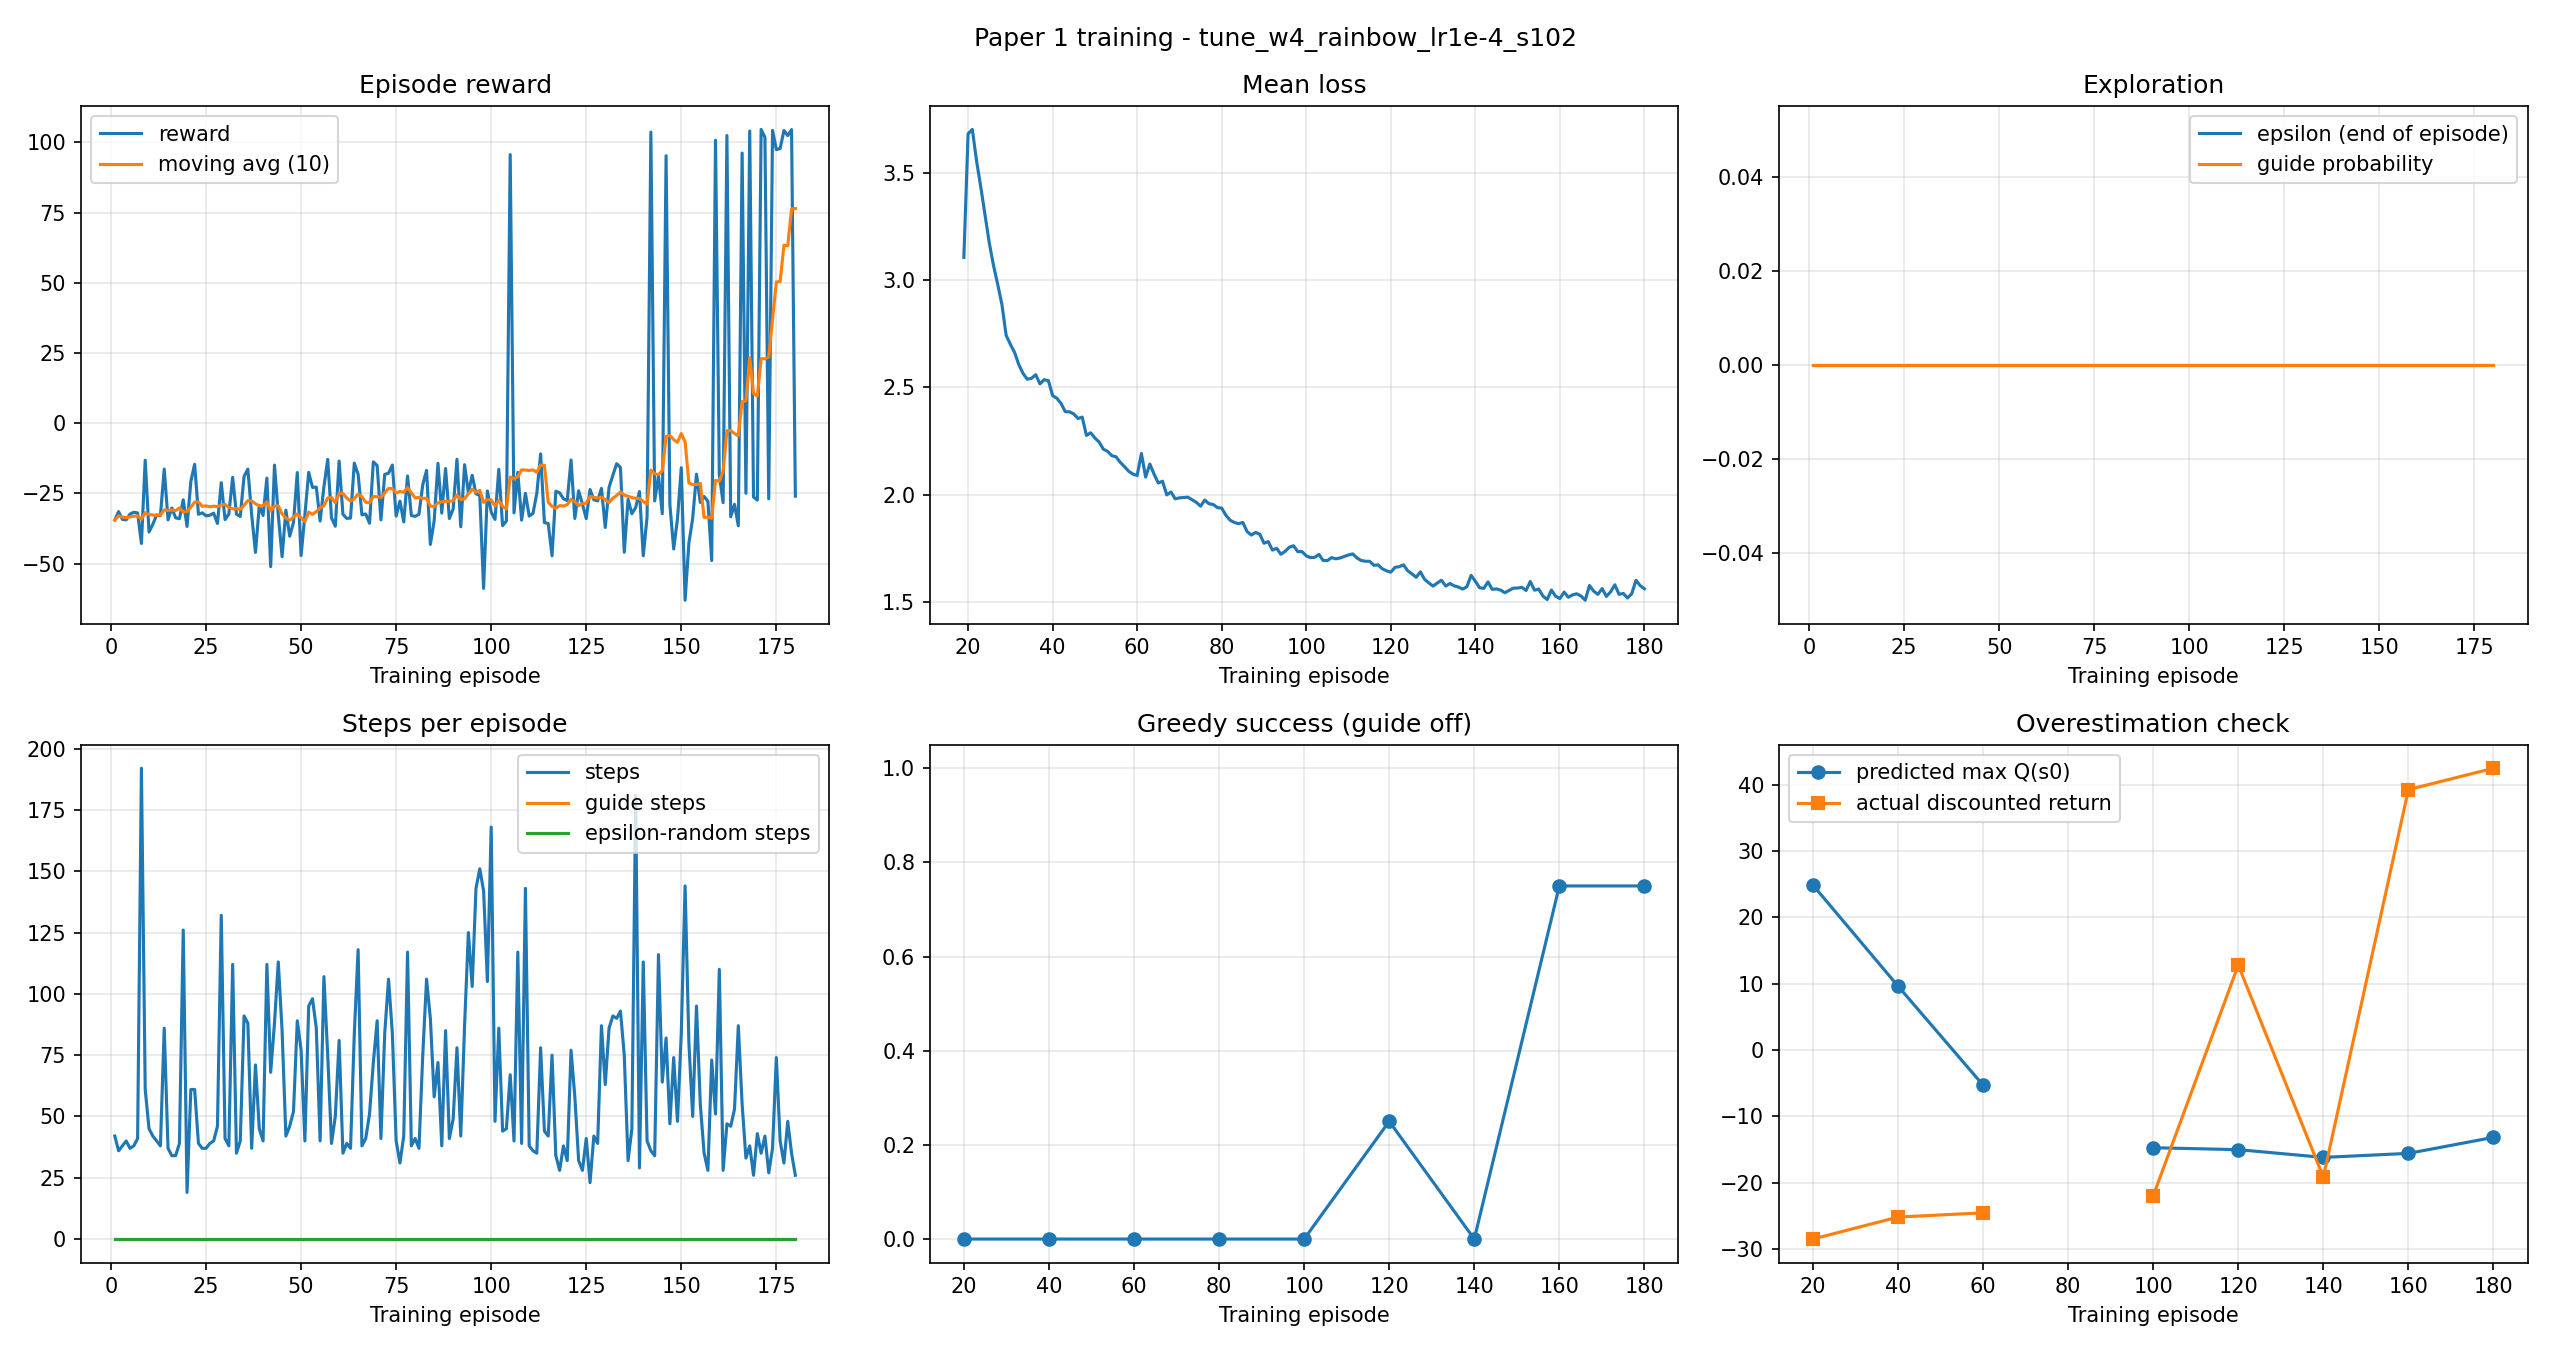 Paper 1 training - tune_w4_rainbow_lr1e-4_s102
Episode reward
reward
moving avg (10)
100
75
50
25
0
−25
−50
0 25 50 75 100 125 150 175
Training episode
Mean loss
3.5
3.0
2.5
2.0
1.5
20 40 60 80 100 120 140 160 180
Training episode
Exploration
epsilon (end of episode)
guide probability
0.04
0.02
0.00
−0.02
−0.04
0 25 50 75 100 125 150 175
Training episode
Steps per episode
steps
guide steps
epsilon-random steps
200
175
150
125
100
75
50
25
0
0 25 50 75 100 125 150 175
Training episode
Greedy success (guide off)
1.0
0.8
0.6
0.4
0.2
0.0
20 40 60 80 100 120 140 160 180
Training episode
Overestimation check
predicted max Q(s0)
actual discounted return
40
30
20
10
0
−10
−20
−30
20 40 60 80 100 120 140 160 180
Training episode